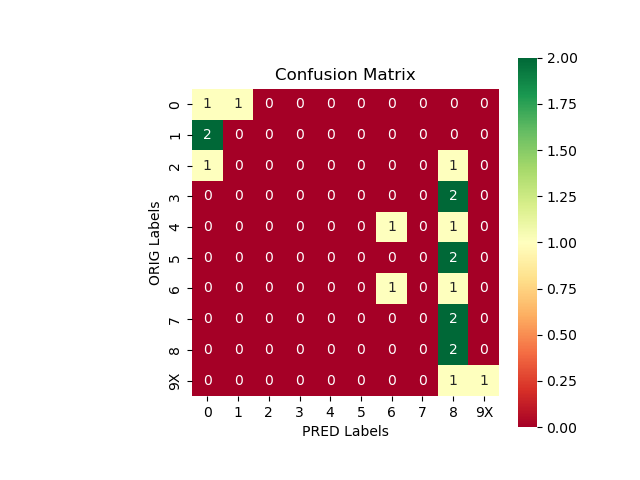 Confusion Matrix
ORIG Labels
0 1 1 0 0 0 0 0 0 0 0
1 2 0 0 0 0 0 0 0 0 0
2 1 0 0 0 0 0 0 0 1 0
3 0 0 0 0 0 0 0 0 2 0
4 0 0 0 0 0 0 1 0 1 0
5 0 0 0 0 0 0 0 0 2 0
6 0 0 0 0 0 0 1 0 1 0
7 0 0 0 0 0 0 0 0 2 0
8 0 0 0 0 0 0 0 0 2 0
9X 0 0 0 0 0 0 0 0 1 1
0 1 2 3 4 5 6 7 8 9X
PRED Labels
2.00
1.75
1.50
1.25
1.00
0.75
0.50
0.25
0.00